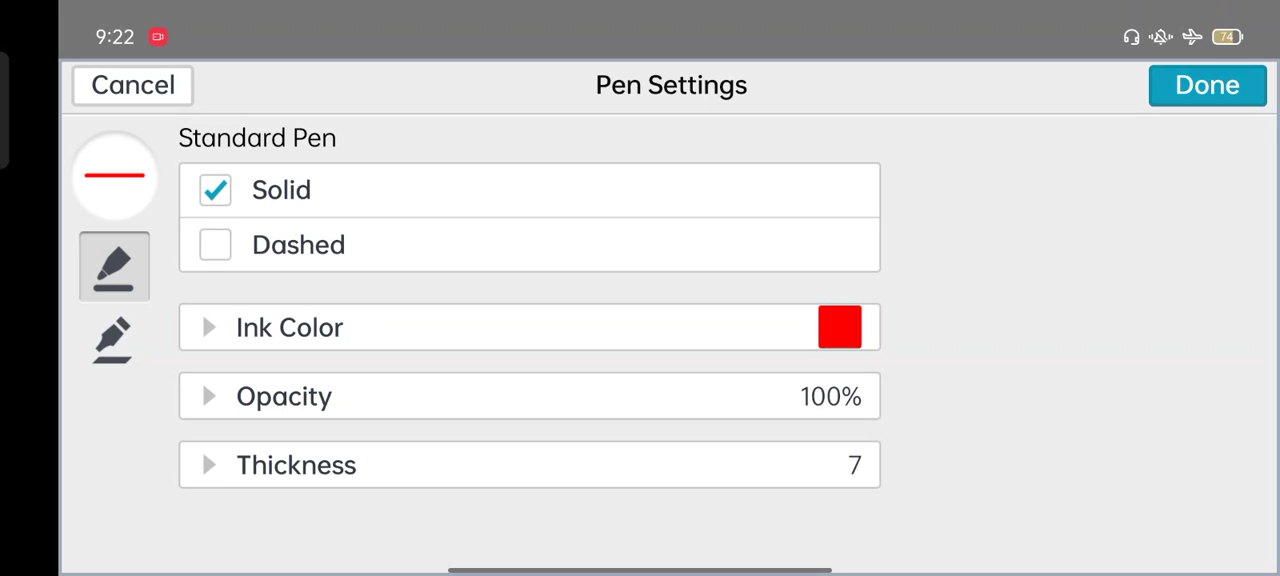 9:22
74
Cancel
Pen Settings
Done
Standard Pen
Solid
Dashed
Ink Color
Opacity
100%
Thickness
7